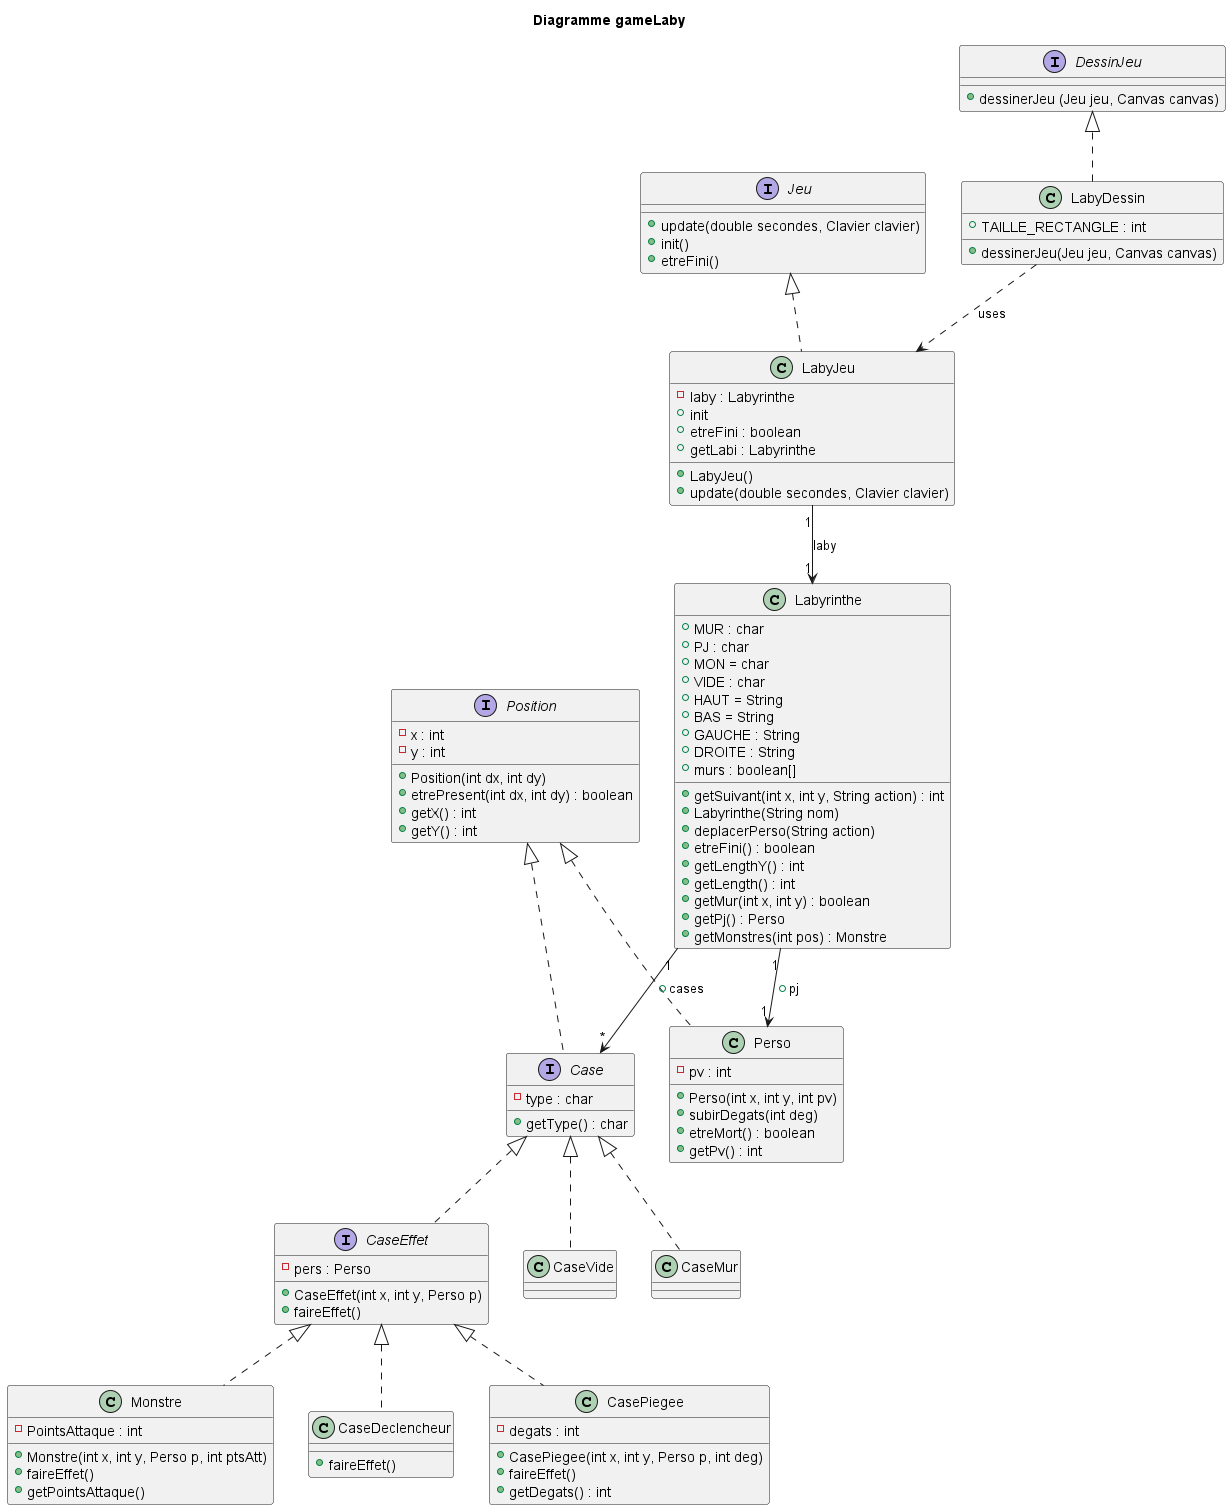 Diagramme gameLaby
I DessinJeu
dessinerJeu (Jeu jeu, Canvas canvas)
I Jeu
update(double secondes, Clavier clavier)
init()
etreFini()
C LabyDessin
TAILLE_RECTANGLE : int
dessinerJeu(Jeu jeu, Canvas canvas)
uses
C LabyJeu
laby : Labyrinthe
init
etreFini : boolean
getLabi : Labyrinthe
LabyJeu()
update(double secondes, Clavier clavier)
1
laby
1
C Labyrinthe
MUR : char
PJ : char
MON = char
VIDE : char
HAUT = String
BAS = String
GAUCHE : String
DROITE : String
murs : boolean[]
getSuivant(int x, int y, String action) : int
Labyrinthe(String nom)
deplacerPerso(String action)
etreFini() : boolean
getLengthY() : int
getLength() : int
getMur(int x, int y) : boolean
getPj() : Perso
getMonstres(int pos) : Monstre
I Position
x : int
y : int
Position(int dx, int dy)
etrePresent(int dx, int dy) : boolean
getX() : int
getY() : int
1
cases
*
1
pj
1
I Case
type : char
getType() : char
C Perso
pv : int
Perso(int x, int y, int pv)
subirDegats(int deg)
etreMort() : boolean
getPv() : int
I CaseEffet
pers : Perso
CaseEffet(int x, int y, Perso p)
faireEffet()
C CaseVide
C CaseMur
C Monstre
PointsAttaque : int
Monstre(int x, int y, Perso p, int ptsAtt)
faireEffet()
getPointsAttaque()
C CaseDeclencheur
faireEffet()
C CasePiegee
degats : int
CasePiegee(int x, int y, Perso p, int deg)
faireEffet()
getDegats() : int